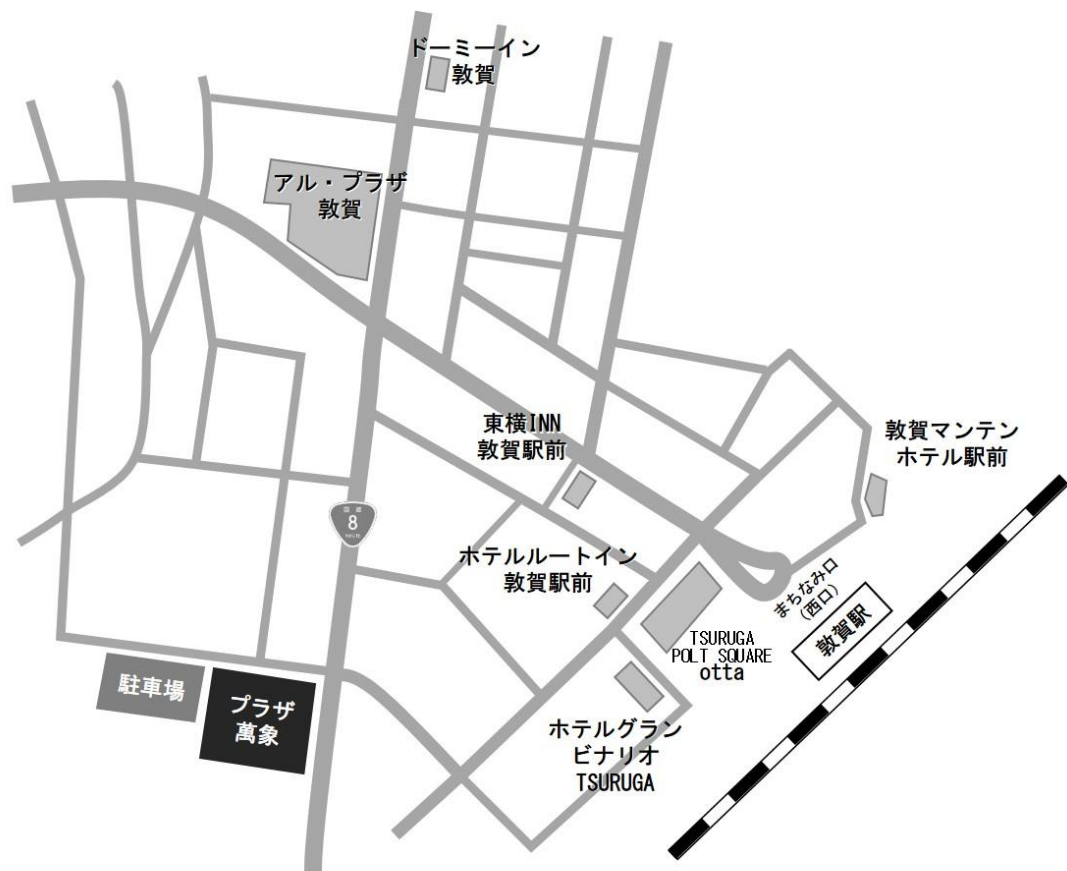 ドーミーイン
敦賀
アル・プラザ
敦賀
東横INN
敦賀駅前
敦賀マンテン
ホテル駅前
国道
8
ROUTE
ホテルルートイン
敦賀駅前
まちなみ口
(西口)
敦賀駅
TSURUGA
POLT SQUARE
otta
駐車場
プラザ
萬象
ホテルグラン
ビナリオ
TSURUGA